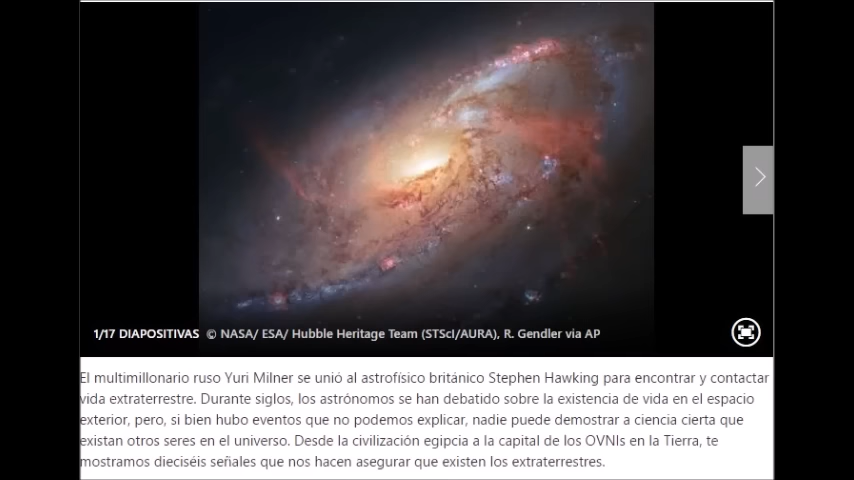 1/17 DIAPOSITIVAS © NASA/ ESA/ Hubble Heritage Team (STScI/AURA), R. Gendler via AP
El multimillonario ruso Yuri Milner se unió al astrofísico británico Stephen Hawking para encontrar y contactar
vida extraterrestre. Durante siglos, los astrónomos se han debatido sobre la existencia de vida en el espacio
exterior, pero, si bien hubo eventos que no podemos explicar, nadie puede demostrar a ciencia cierta que
existan otros seres en el universo. Desde la civilización egipcia a la capital de los OVNIs en la Tierra, te
mostramos dieciséis señales que nos hacen asegurar que existen los extraterrestres.